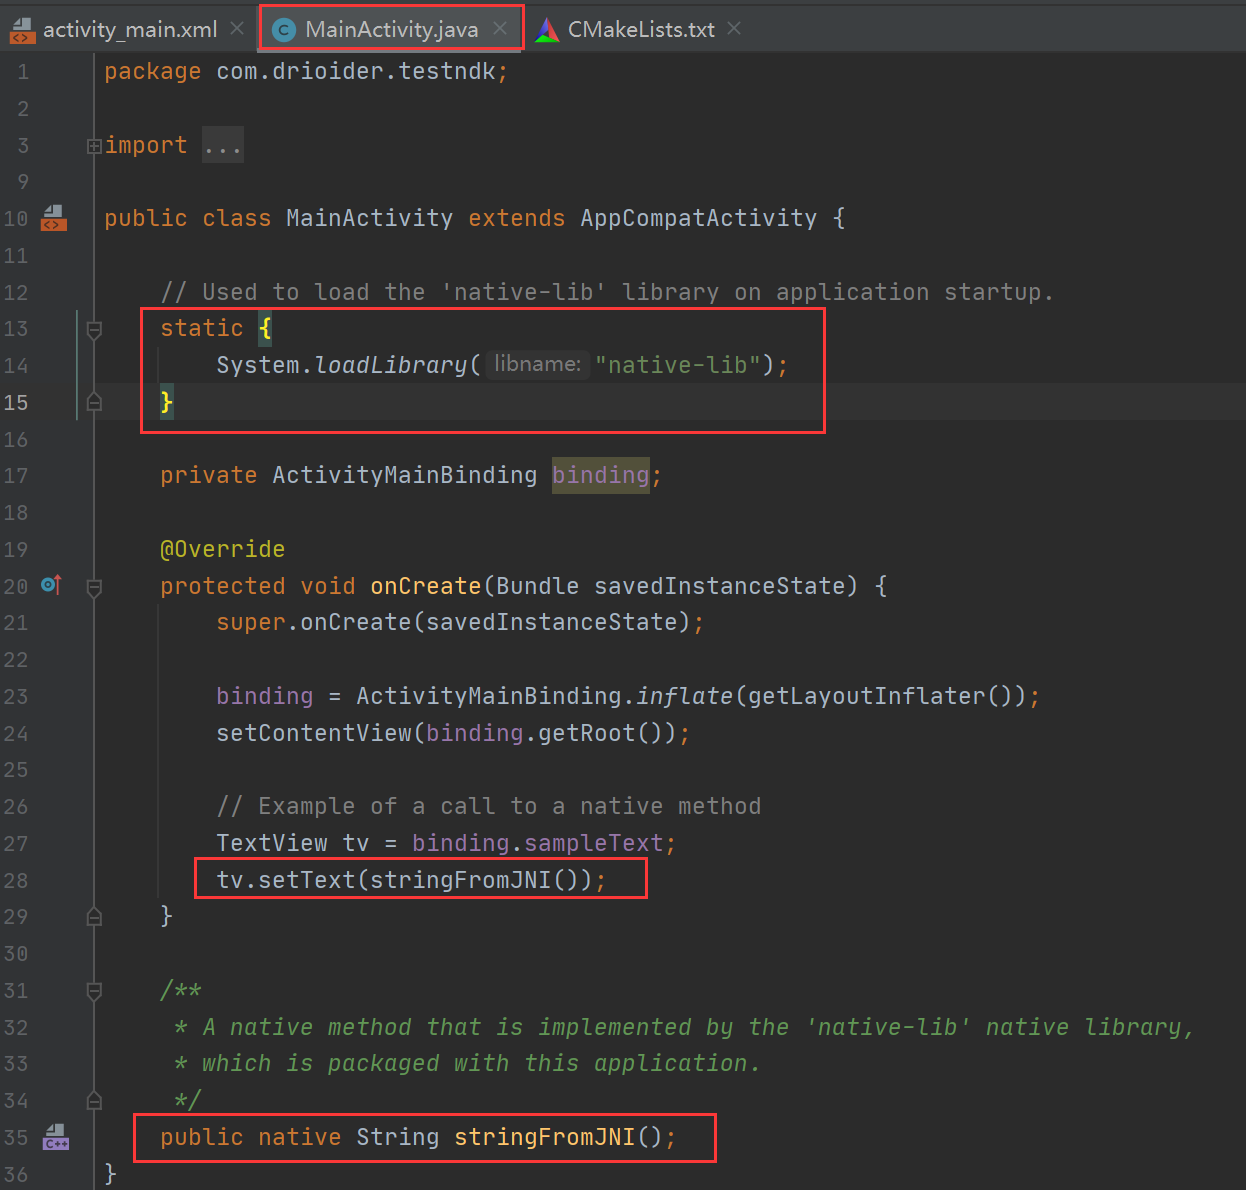 activity_main.xml MainActivity.java CMakeLists.txt
1 package com.drioider.testndk;
2
3 import ...
9
10 public class MainActivity extends AppCompatActivity {
11
12 // Used to load the 'native-lib' library on application startup.
13 static {
14 System.loadLibrary( libname: "native-lib");
15 }
16
17 private ActivityMainBinding binding;
18
19 @Override
20 protected void onCreate(Bundle savedInstanceState) {
21 super.onCreate(savedInstanceState);
22
23 binding = ActivityMainBinding.inflate(getLayoutInflater());
24 setContentView(binding.getRoot());
25
26 // Example of a call to a native method
27 TextView tv = binding.sampleText;
28 tv.setText(stringFromJNI());
29 }
30
31 /**
32 * A native method that is implemented by the 'native-lib' native library,
33 * which is packaged with this application.
34 */
35 C++ public native String stringFromJNI();
36 }